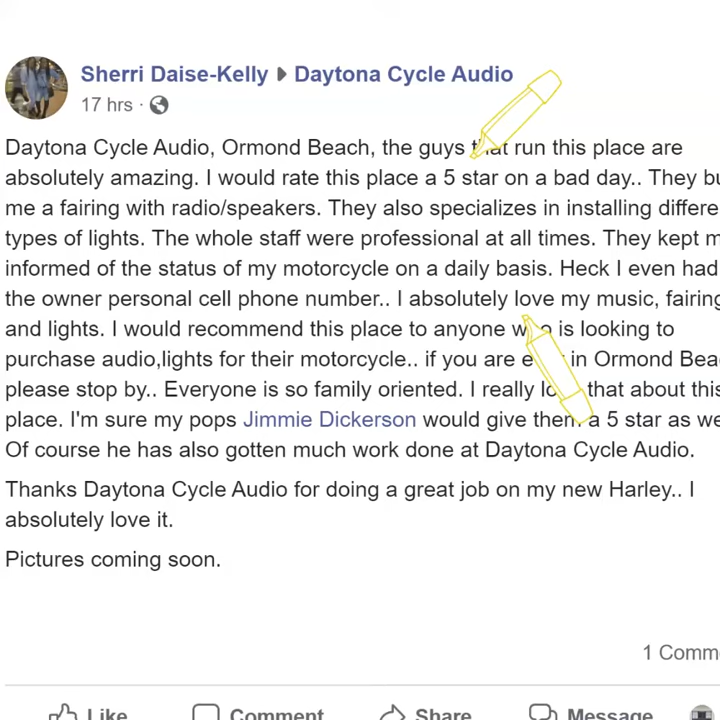 Sherri Daise-Kelly Daytona Cycle Audio
17 hrs ·
Daytona Cycle Audio, Ormond Beach, the guys that run this place are
absolutely amazing. I would rate this place a 5 star on a bad day.. They
me a fairing with radio/speakers. They also specializes in installing
types of lights. The whole staff were professional at all times. They kept
informed of the status of my motorcycle on a daily basis. Heck I even had
the owner personal cell phone number.. I absolutely love my music,
and lights. I would recommend this place to anyone who is looking to
purchase audio,lights for their motorcycle.. if you are in Ormond
please stop by.. Everyone is so family oriented. I really that about this
place. I'm sure my pops Jimmie Dickerson would give them a 5 star as
Of course he has also gotten much work done at Daytona Cycle Audio.
Thanks Daytona Cycle Audio for doing a great job on my new Harley.. I
absolutely love it.
Pictures coming soon.
1
Like Comment Share Message